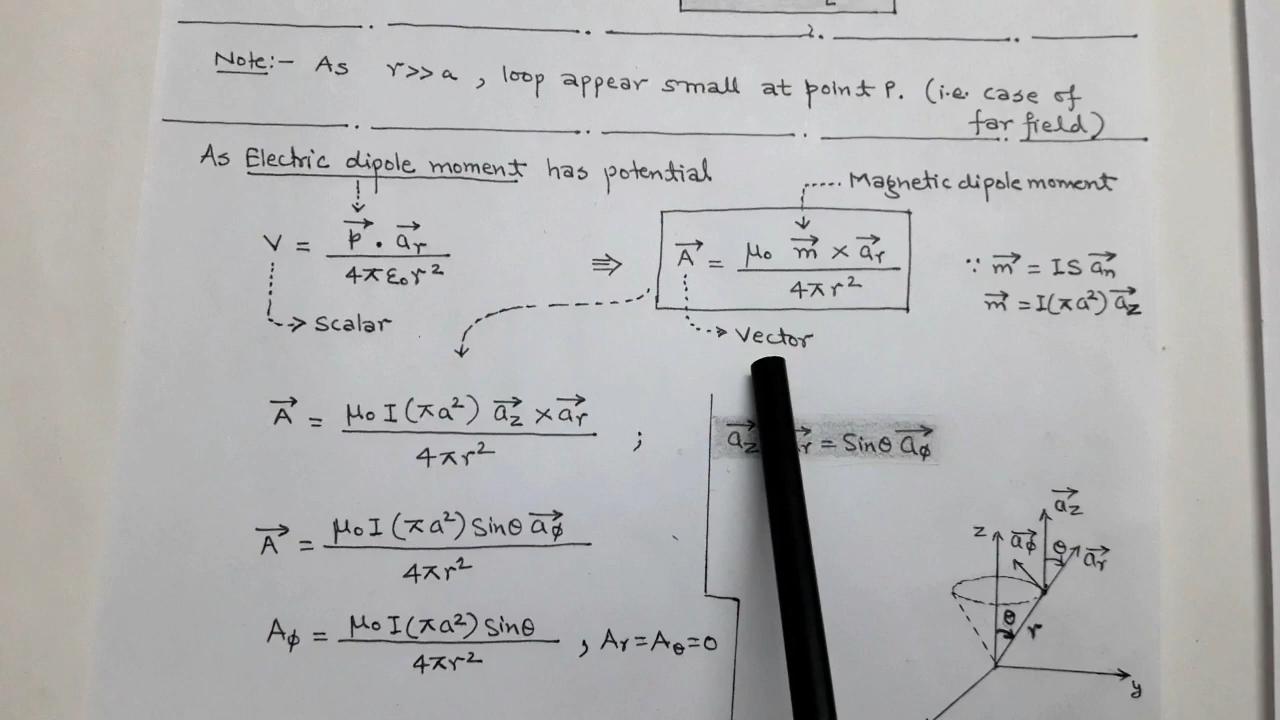 Note:- As r>>a , loop appear small at point P. (i.e. case of
far field)
As Electric dipole moment has potential
Magnetic dipole moment
V = p⃗ . a⃗r / 4πε₀r²
⇛
A⃗ = μ₀ m⃗ × a⃗r / 4πr²
∵ m⃗ = IS a⃗n
m⃗ = I(πa²) a⃗z
Scalar
Vector
A⃗ = μ₀ I (πa²) a⃗z × a⃗r / 4πr² ;
a⃗z a⃗r = Sinθ a⃗ϕ
A⃗ = μ₀ I (πa²) Sinθ a⃗ϕ / 4πr²
Aϕ = μ₀ I (πa²) Sinθ / 4πr² , Ar = Aθ = 0
a⃗z
z a⃗ϕ θ a⃗r
θ r
y